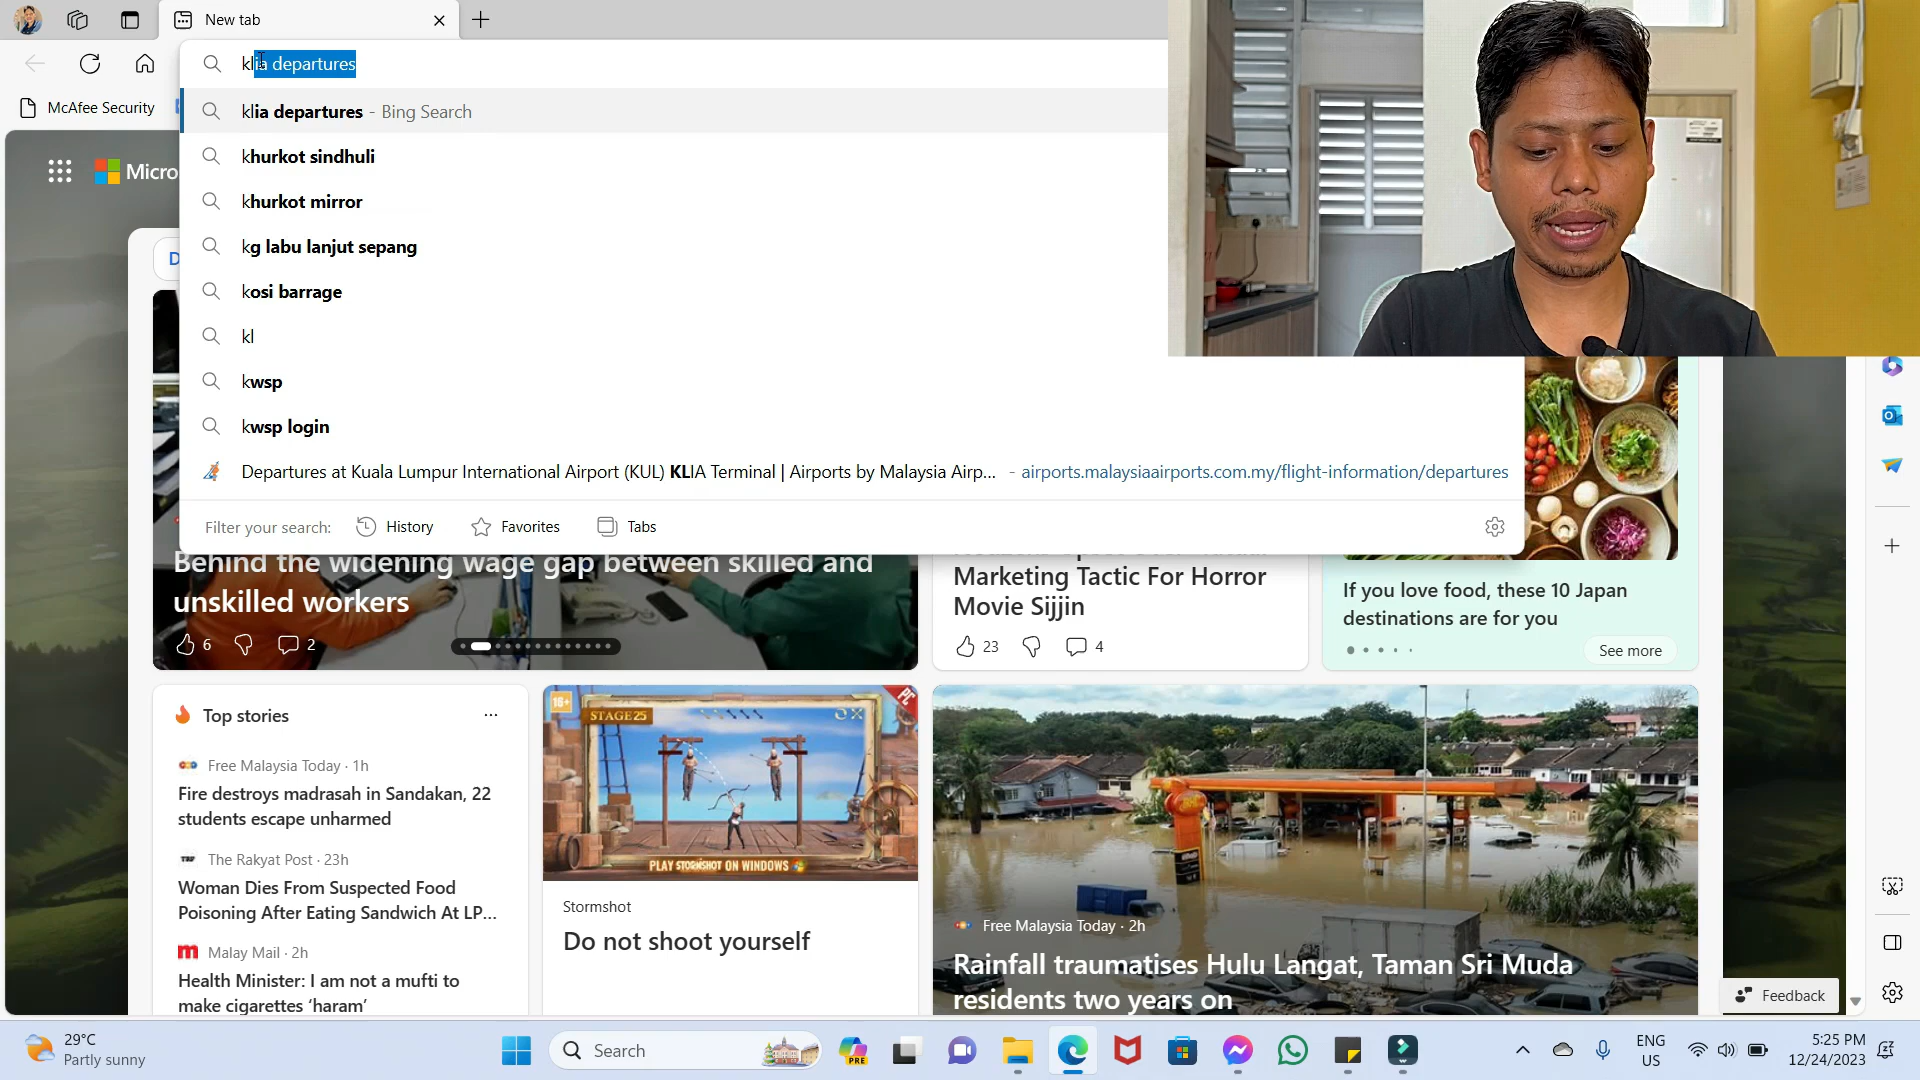 New tab
klia departures
McAfee Security
klia departures - Bing Search
khurkot sindhuli
khurkot mirror
kg labu lanjut sepang
kosi barrage
kl
kwsp
kwsp login
Departures at Kuala Lumpur International Airport (KUL) KLIA Terminal | Airports by Malaysia Airp... - airports.malaysiaairports.com.my/flight-information/departures
Filter your search: History Favorites Tabs
Micro
D
Behind the widening wage gap between skilled and
unskilled workers
6 2
Marketing Tactic For Horror
Movie Sijjin
23 4
If you love food, these 10 Japan
destinations are for you
See more
Top stories ...
Free Malaysia Today · 1h
Fire destroys madrasah in Sandakan, 22
students escape unharmed
The Rakyat Post · 23h
Woman Dies From Suspected Food
Poisoning After Eating Sandwich At LP...
Malay Mail · 2h
Health Minister: I am not a mufti to
make cigarettes ‘haram’
16+
STAGE25
PC
PLAY STORMSHOT ON WINDOWS
Stormshot
Do not shoot yourself
Free Malaysia Today · 2h
Rainfall traumatises Hulu Langat, Taman Sri Muda
residents two years on
Feedback
29°C
Partly sunny
Search
PRE
ENG
US
5:25 PM
12/24/2023